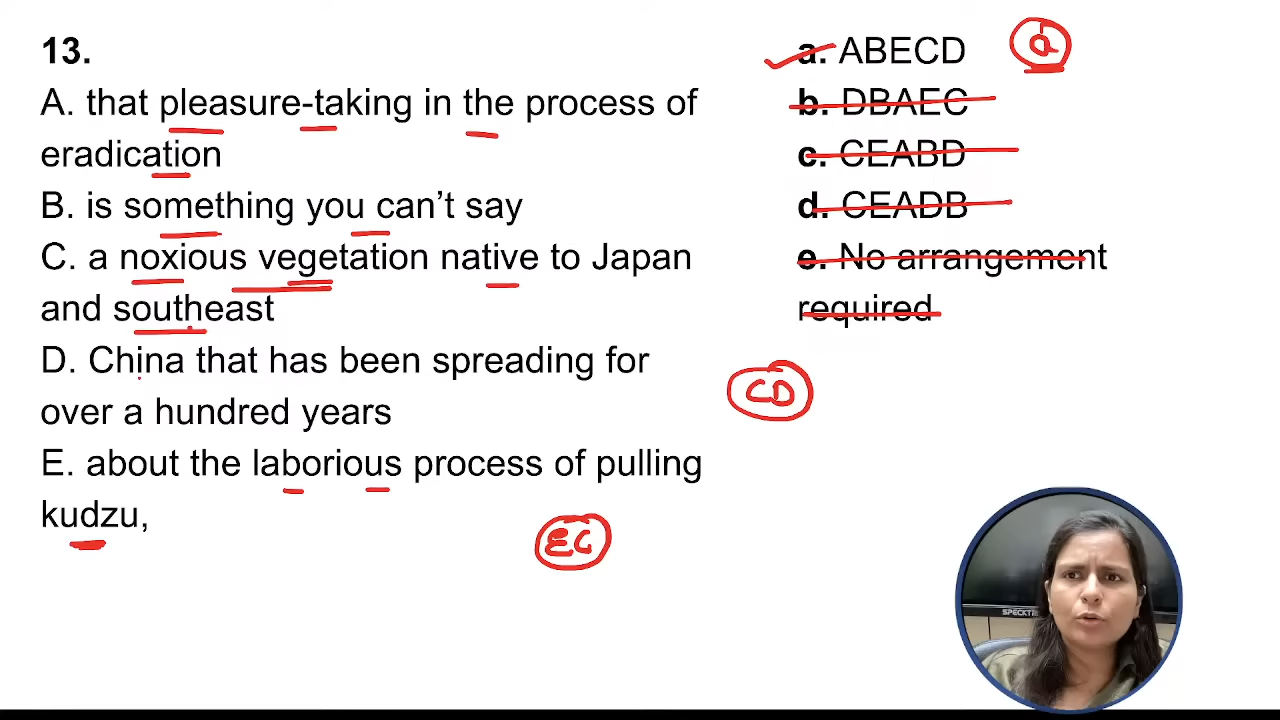 13.
A. that pleasure-taking in the process of
eradication
B. is something you can’t say
C. a noxious vegetation native to Japan
and southeast
D. China that has been spreading for
over a hundred years
E. about the laborious process of pulling
kudzu,
EC
CD
a. ABECD
a
b. DBAEC
c. CEABD
d. CEADB
e. No arrangement
required